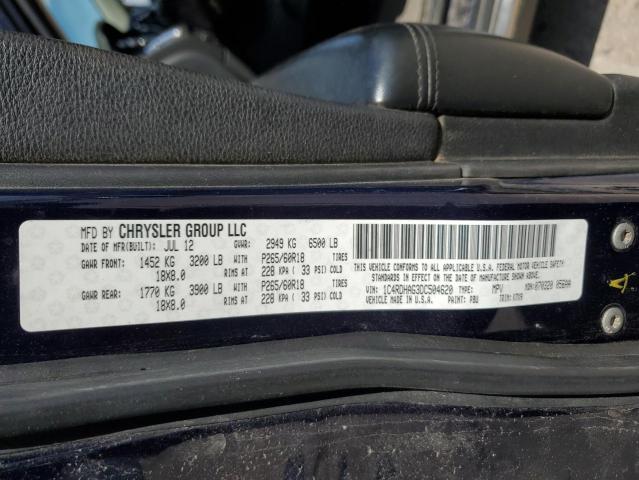 MFD BY CHRYSLER GROUP LLC
DATE OF MFR(BUILT): JUL 12 GVWR: 2949 KG 6500 LB
GAWR FRONT: 1452 KG 3200 LB WITH P265/60R18 TIRES
18X8.0 RIMS AT 228 KPA ( 33 PSI) COLD
GAWR REAR: 1770 KG 3900 LB WITH P265/60R18 TIRES
18X8.0 RIMS AT 228 KPA ( 33 PSI) COLD
THIS VEHICLE CONFORMS TO ALL
APPLICABLE U.S.A. FEDERAL MOTOR VEHICLE SAFETY
STANDARDS IN EFFECT ON THE DATE
OF MANUFACTURE SHOWN ABOVE.
VIN: 1C4RDHAG3DC504620 TYPE: MPV MDH:070320 056AA
VEHICLE MADE IN U.S.A. PAINT: PBU TRIM: